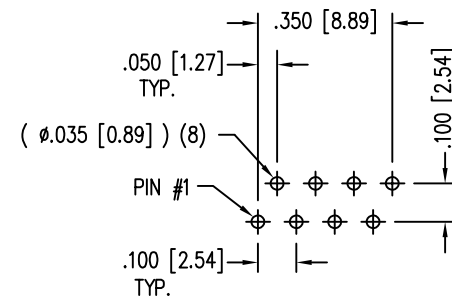 .350 [8.89]
.050 [1.27]
TYP.
.100 [2.54]
( ø.035 [0.89] ) (8)
PIN #1
.100 [2.54]
TYP.